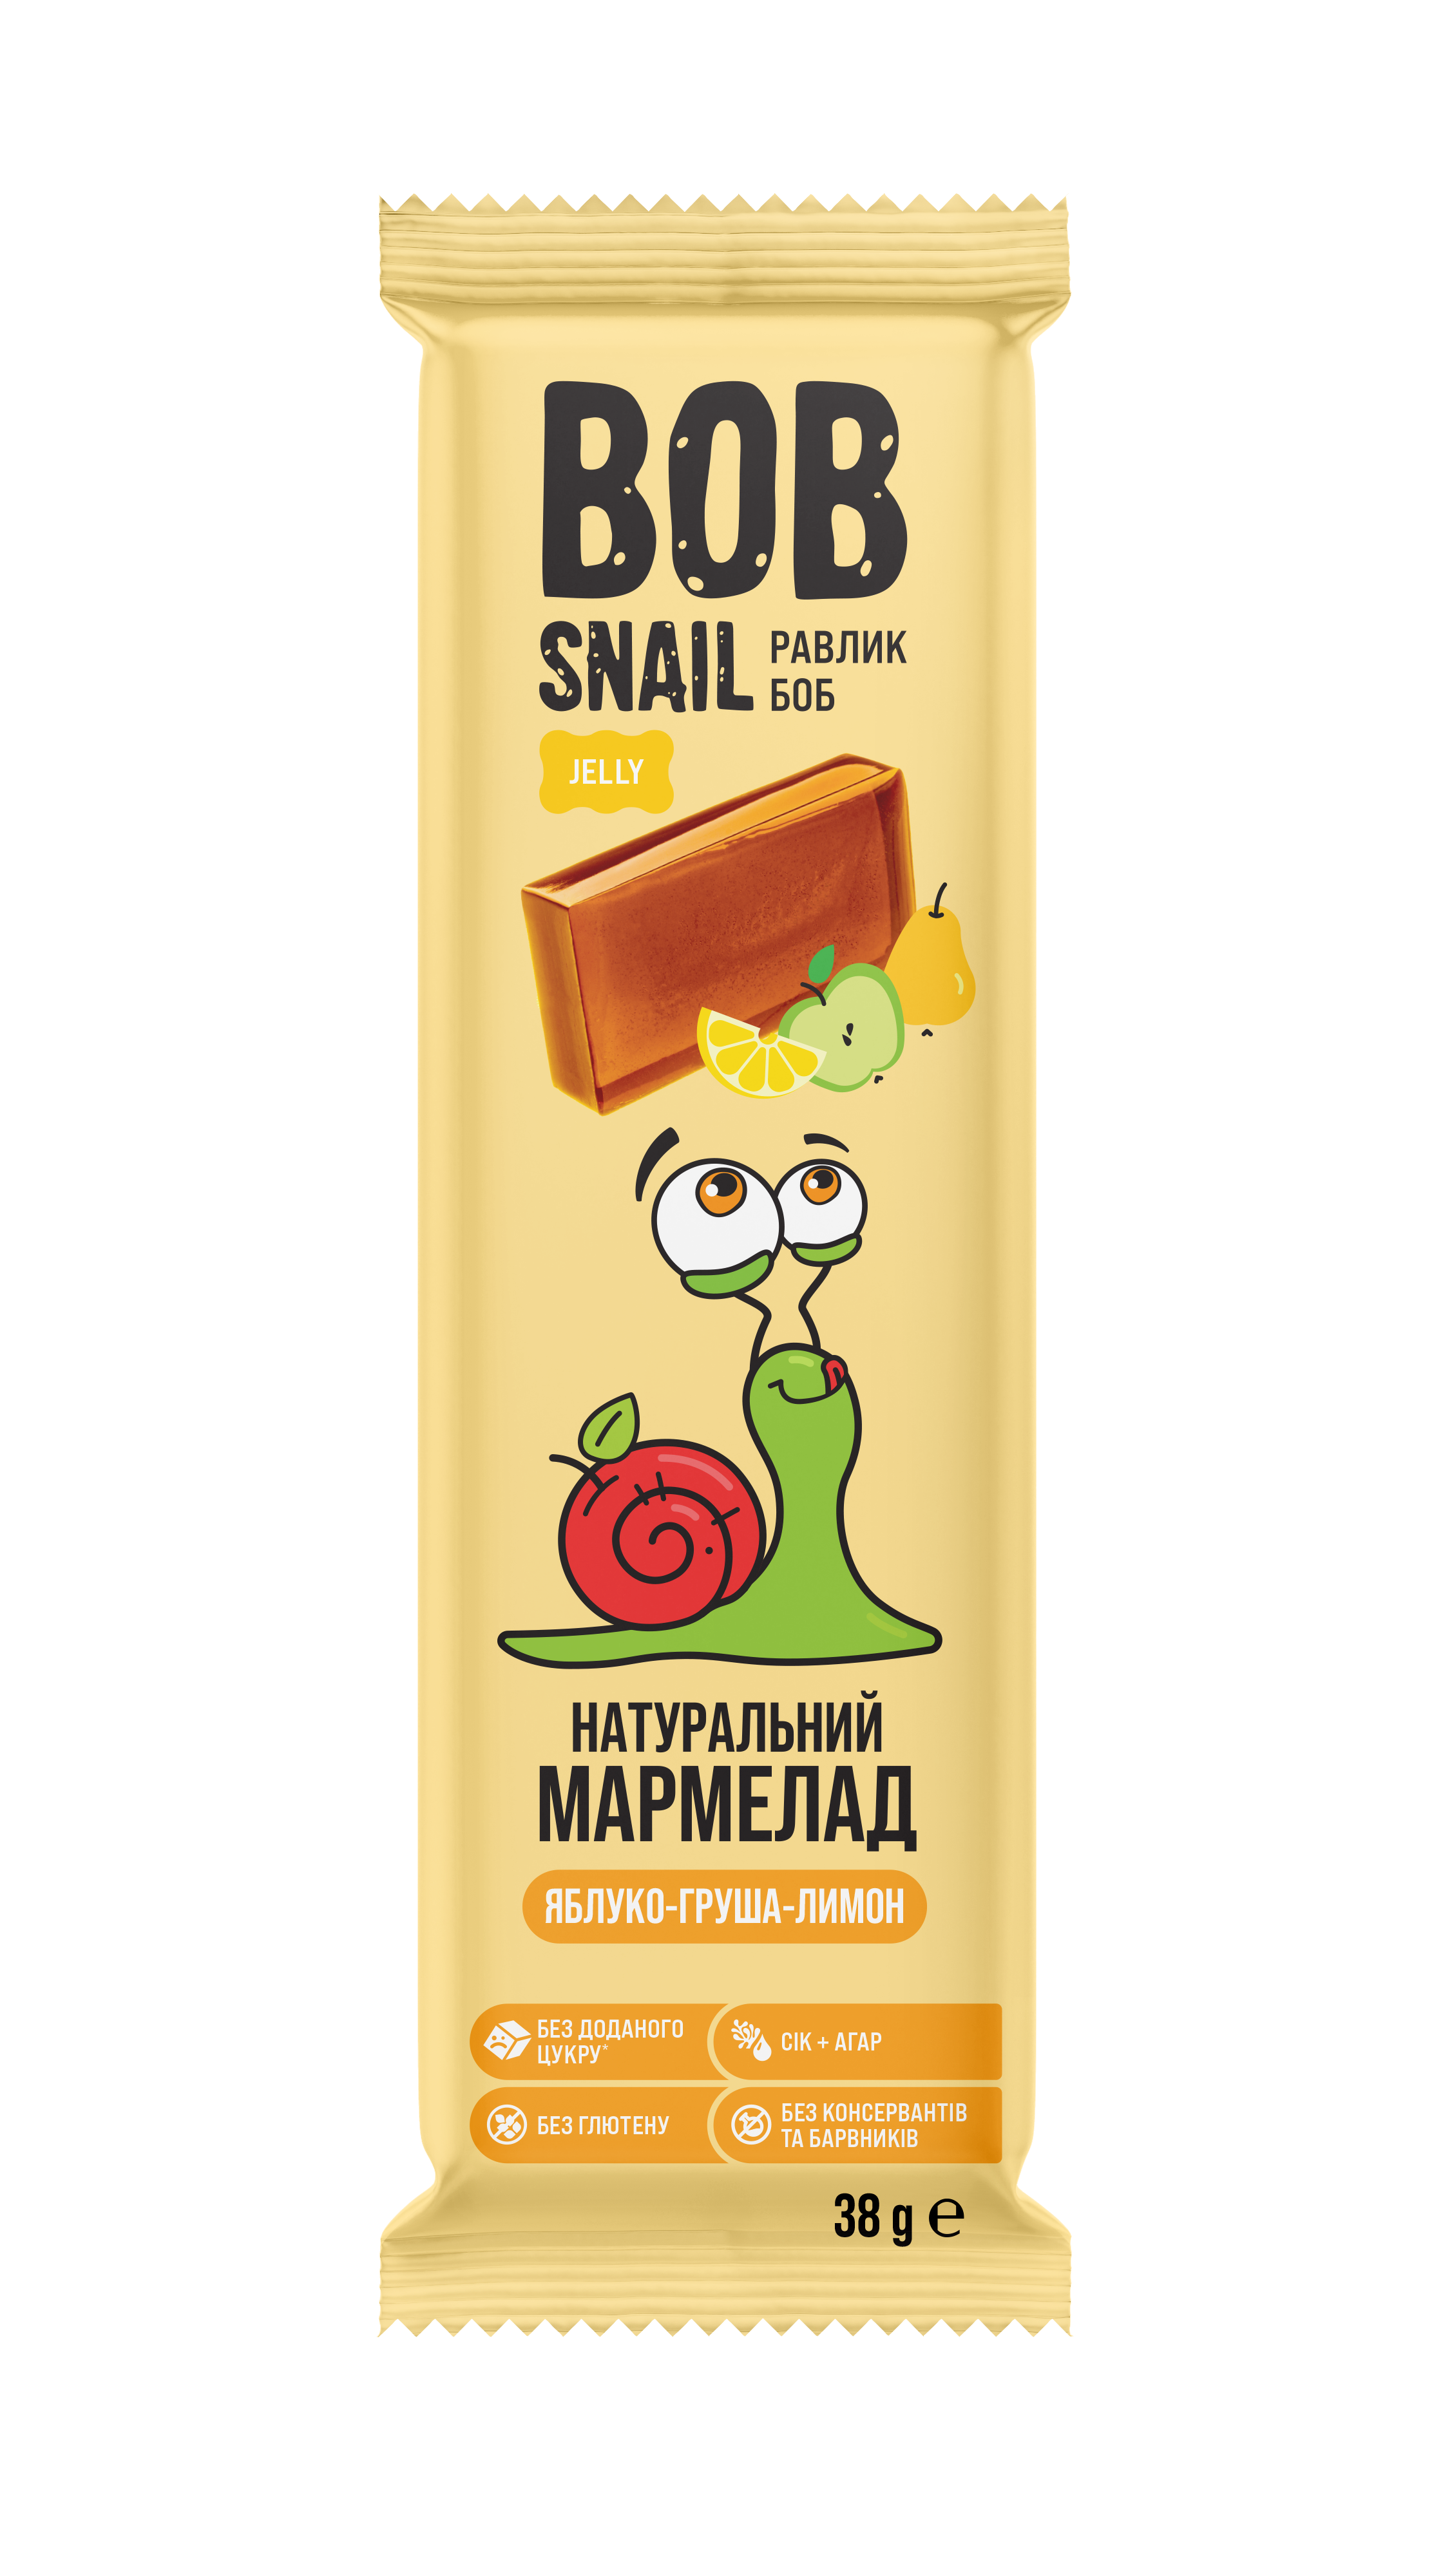 BOB
SNAIL
РАВЛИК
БОБ
JELLY
НАТУРАЛЬНИЙ
МАРМЕЛАД
ЯБЛУКО-ГРУША-ЛИМОН
БЕЗ ДОДАНОГО
ЦУКРУ*
СІК + АГАР
БЕЗ ГЛЮТЕНУ
БЕЗ КОНСЕРВАНТІВ
ТА БАРВНИКІВ
38 g ℮